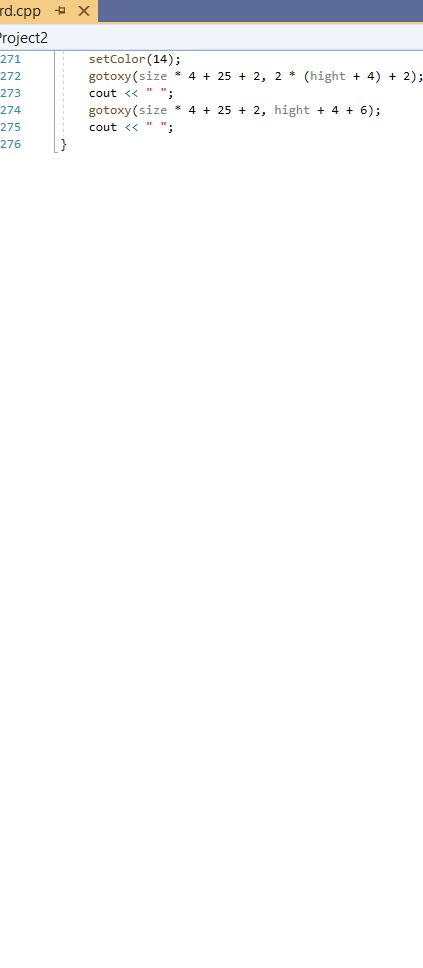 rd.cpp
Project2
271 setColor(14);
272 gotoxy(size * 4 + 25 + 2, 2 * (hight + 4) + 2);
273 cout << " ";
274 gotoxy(size * 4 + 25 + 2, hight + 4 + 6);
275 cout << " ";
276 }